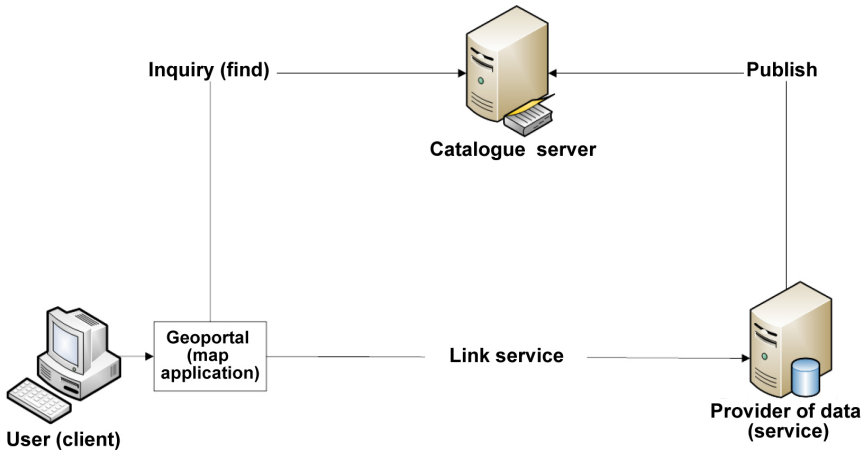 Inquiry (find)
Publish
Catalogue server
Geoportal
(map
application)
Link service
Provider of data
(service)
User (client)